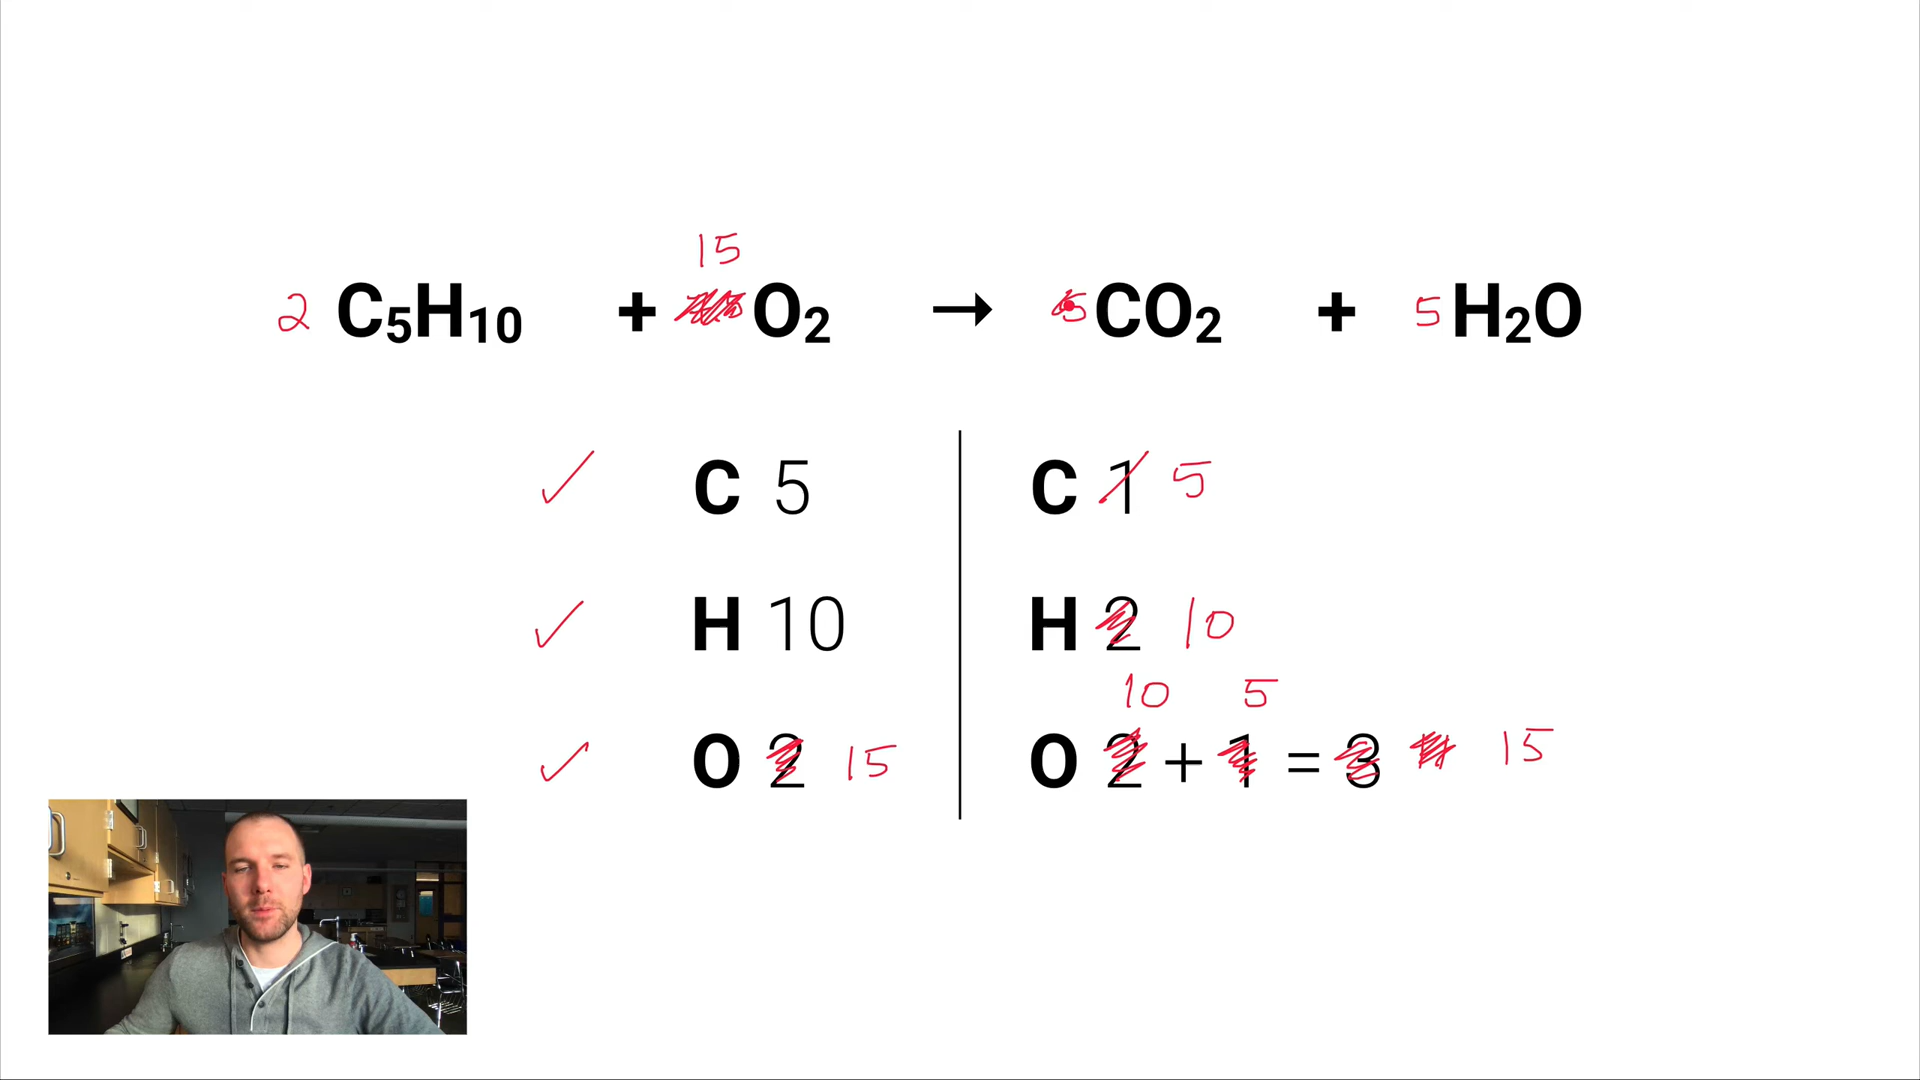 15
2 C₅H₁₀ + O₂ → 5 CO₂ + 5 H₂O
✓ C 5 C 1 5
✓ H 10 H 2 10
10 5
✓ O 2 15 O 2 + 1 = 3 15